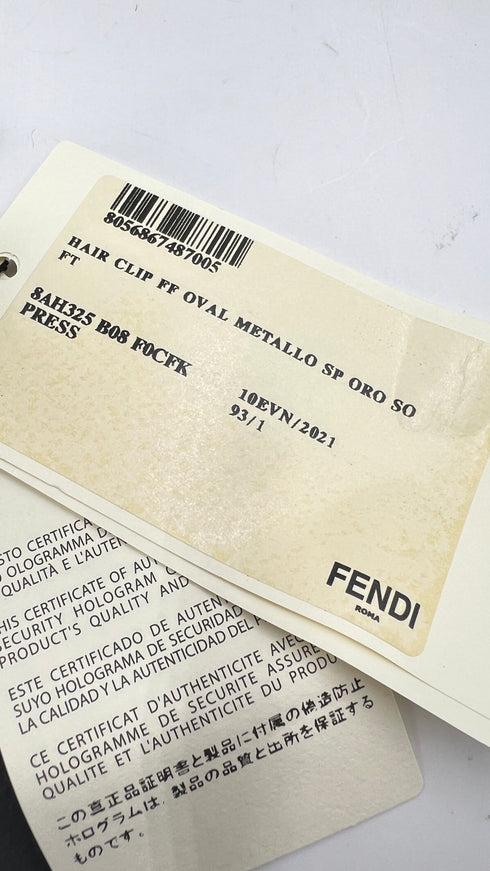 8056867487005
HAIR CLIP FF OVAL METALLO SP ORO SO
FT
8AH325 B08 F0CFK
PRESS
10EVN/2021
93/1
FENDI
ROMA
STO CERTIFICA
OLOGRAMMA D
QUALITÀ E L'AUTEN
HIS CERTIFICATE OF AU
SECURITY HOLOGRAM
PRODUCT'S QUALITY AND
ESTE CERTIFICADO DE AUTEN
SUYO HOLOGRAMA DE SEGURIDAD
LA CALIDAD Y LA AUTENTICIDAD DEL P
CE CERTIFICAT D'AUTHENTICITE AVEC
HOLOGRAMME DE SECURITE ASSURE
QUALITE ET L'AUTHENTICITE DU PRODU
この真正品証明書と製品に付属の偽造防止
ホログラムは、製品の品質と出所を保証する
ものです。